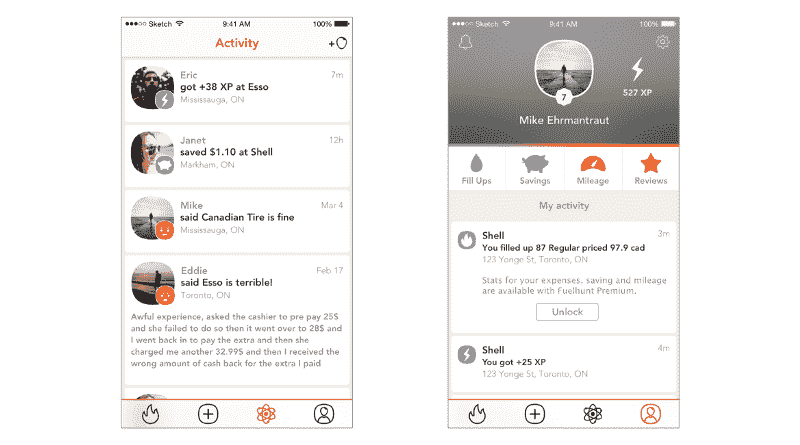 Sketch 9:41 AM 100%
Activity
+
Eric 7m
got +38 XP at Esso
Mississauga, ON
Janet 12h
saved $1.10 at Shell
Markham, ON
Mike Mar 4
said Canadian Tire is fine
Mississauga, ON
Eddie Feb 17
said Esso is terrible!
Toronto, ON
Awful experience, asked the cashier to pre pay 25$
and she failed to do so then it went over to 28$ and
I went back in to pay the extra and then she
charged me another 32.99$ and then I received the
wrong amount of cash back for the extra I paid
Sketch 9:41 AM 100%
7
527 XP
Mike Ehrmantraut
Fill Ups Savings Mileage Reviews
My activity
Shell 3m
You filled up 87 Regular priced 97.9 cad
123 Yonge St, Toronto, ON
Stats for your expenses, saving and mileage
are available with Fuelhunt Premium.
Unlock
Shell 4m
You got +25 XP
123 Yonge St, Toronto, ON